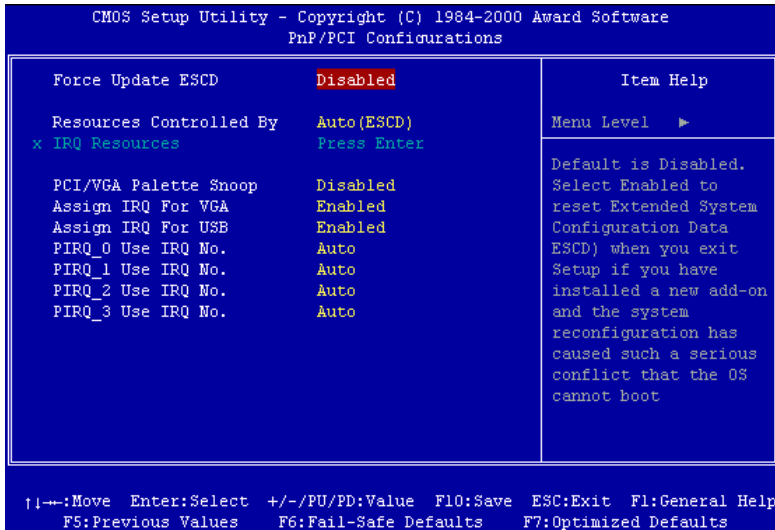 CMOS Setup Utility - Copyright (C) 1984-2000 Award Software
PnP/PCI Configurations
Force Update ESCD Disabled
Resources Controlled By Auto(ESCD)
x IRQ Resources Press Enter
PCI/VGA Palette Snoop Disabled
Assign IRQ For VGA Enabled
Assign IRQ For USB Enabled
PIRQ_0 Use IRQ No. Auto
PIRQ_1 Use IRQ No. Auto
PIRQ_2 Use IRQ No. Auto
PIRQ_3 Use IRQ No. Auto
Item Help
Menu Level ►
Default is Disabled.
Select Enabled to
reset Extended System
Configuration Data
ESCD) when you exit
Setup if you have
installed a new add-on
and the system
reconfiguration has
caused such a serious
conflict that the OS
cannot boot
↑↓→←:Move Enter:Select +/-/PU/PD:Value F10:Save ESC:Exit F1:General Help
F5:Previous Values F6:Fail-Safe Defaults F7:Optimized Defaults